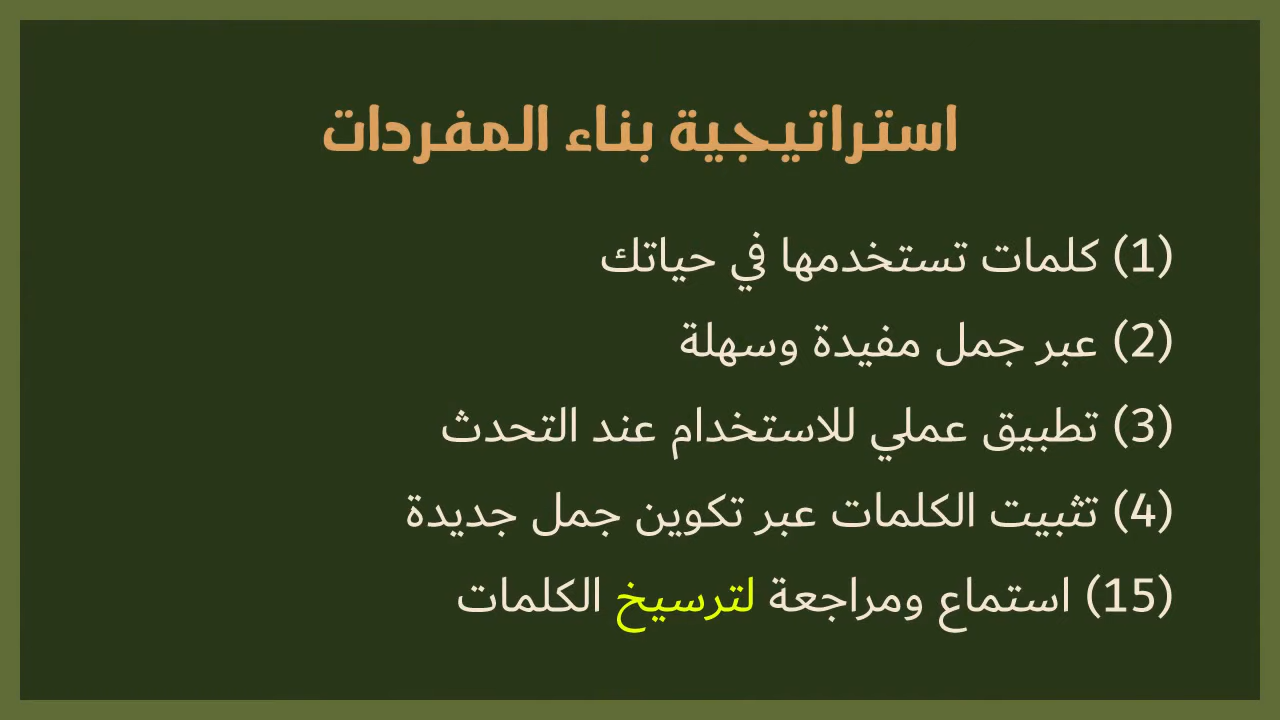 استراتيجية بناء المفردات
(1) كلمات تستخدمها في حياتك
(2) عبر جمل مفيدة وسهلة
(3) تطبيق عملي للاستخدام عند التحدث
(4) تثبيت الكلمات عبر تكوين جمل جديدة
(15) استماع ومراجعة لترسيخ الكلمات